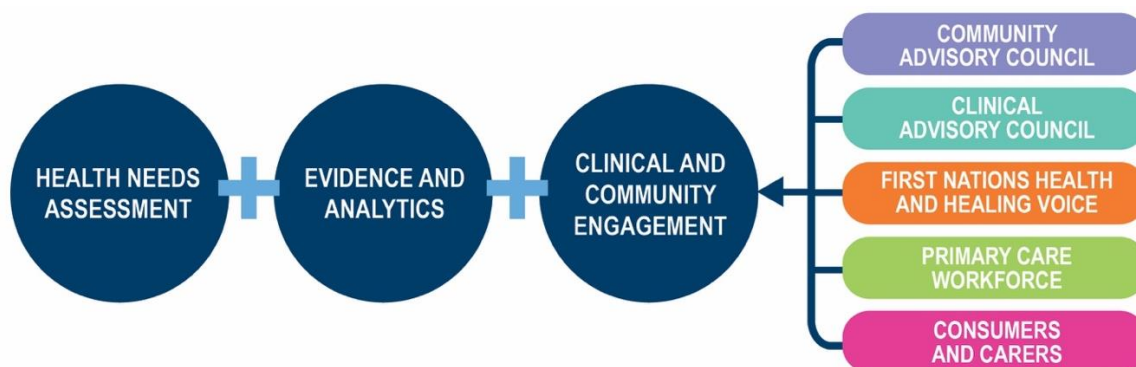 HEALTH NEEDS
ASSESSMENT
EVIDENCE AND
ANALYTICS
CLINICAL AND
COMMUNITY
ENGAGEMENT
COMMUNITY
ADVISORY COUNCIL
CLINICAL
ADVISORY COUNCIL
FIRST NATIONS HEALTH
AND HEALING VOICE
PRIMARY CARE
WORKFORCE
CONSUMERS
AND CARERS